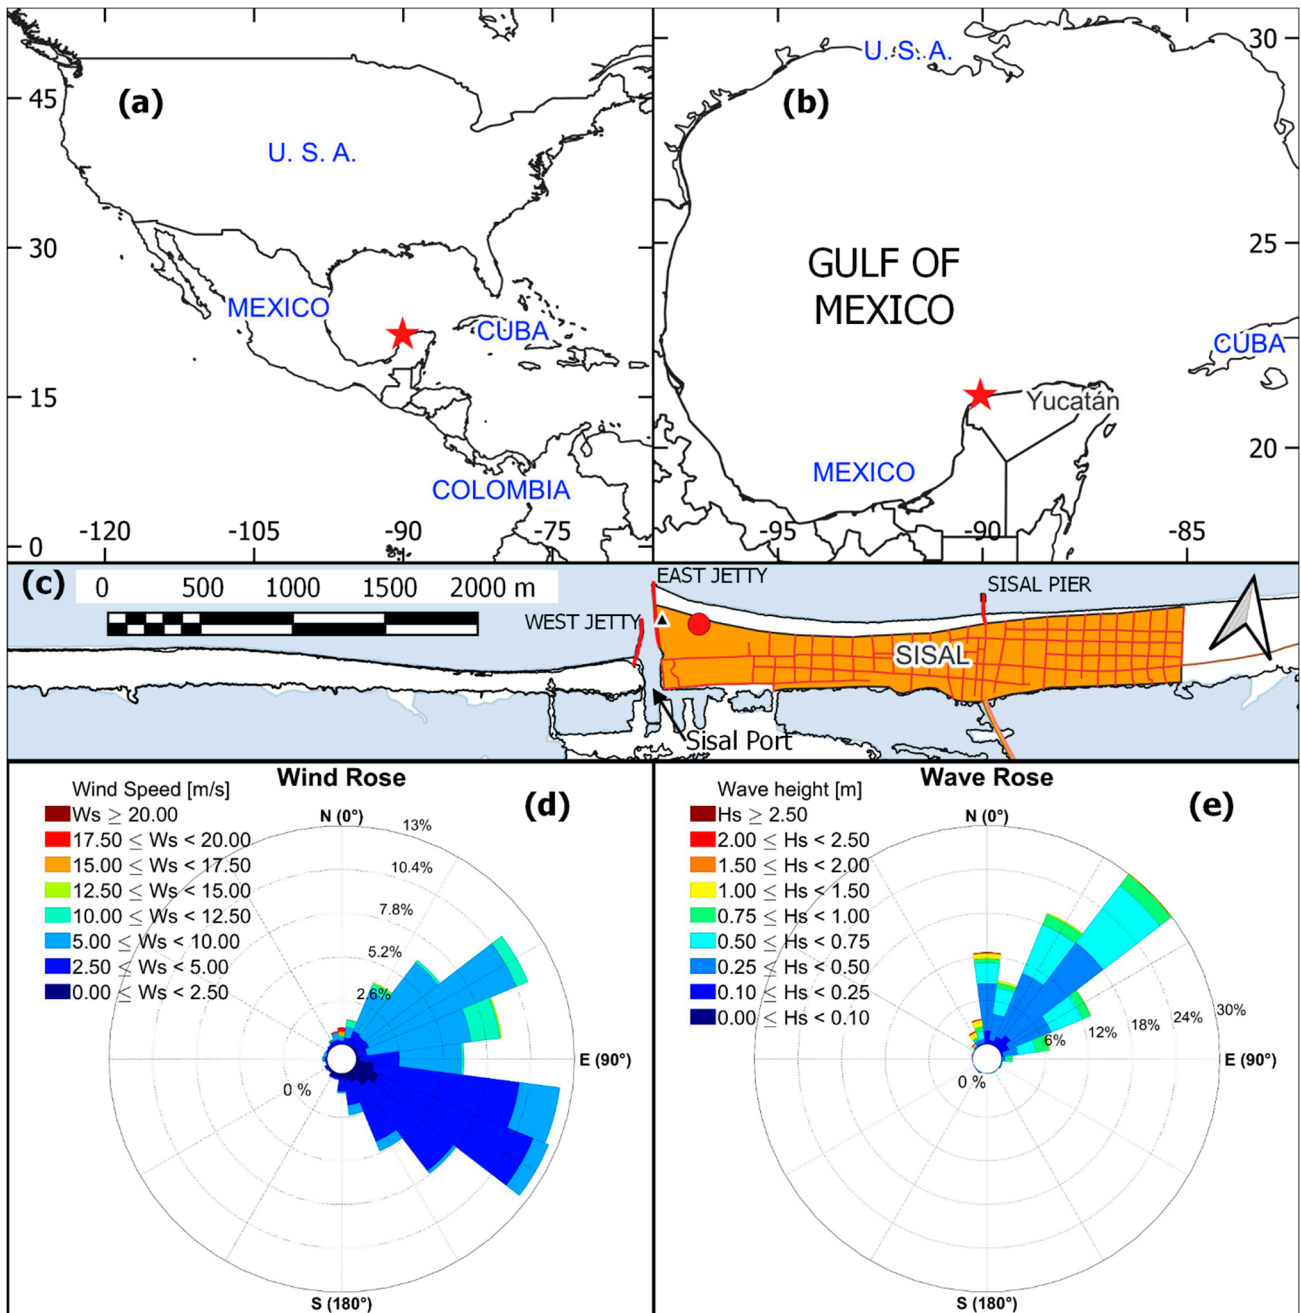 (a)
U. S. A.
MEXICO
CUBA
COLOMBIA
45
30
15
0
-120
-105
-90
-75
(b)
U. S. A.
GULF OF
MEXICO
CUBA
Yucatán
MEXICO
30
25
20
-95
-90
-85
(c)
0 500 1000 1500 2000 m
EAST JETTY
WEST JETTY
SISAL PIER
SISAL
Sisal Port
Wind Rose
(d)
Wind Speed [m/s]
Ws ≥ 20.00
17.50 ≤ Ws < 20.00
15.00 ≤ Ws < 17.50
12.50 ≤ Ws < 15.00
10.00 ≤ Ws < 12.50
5.00 ≤ Ws < 10.00
2.50 ≤ Ws < 5.00
0.00 ≤ Ws < 2.50
N (0°)
13%
10.4%
7.8%
5.2%
2.6%
0 %
E (90°)
S (180°)
Wave Rose
(e)
Wave height [m]
Hs ≥ 2.50
2.00 ≤ Hs < 2.50
1.50 ≤ Hs < 2.00
1.00 ≤ Hs < 1.50
0.75 ≤ Hs < 1.00
0.50 ≤ Hs < 0.75
0.25 ≤ Hs < 0.50
0.10 ≤ Hs < 0.25
0.00 ≤ Hs < 0.10
N (0°)
30%
24%
18%
12%
6%
0 %
E (90°)
S (180°)